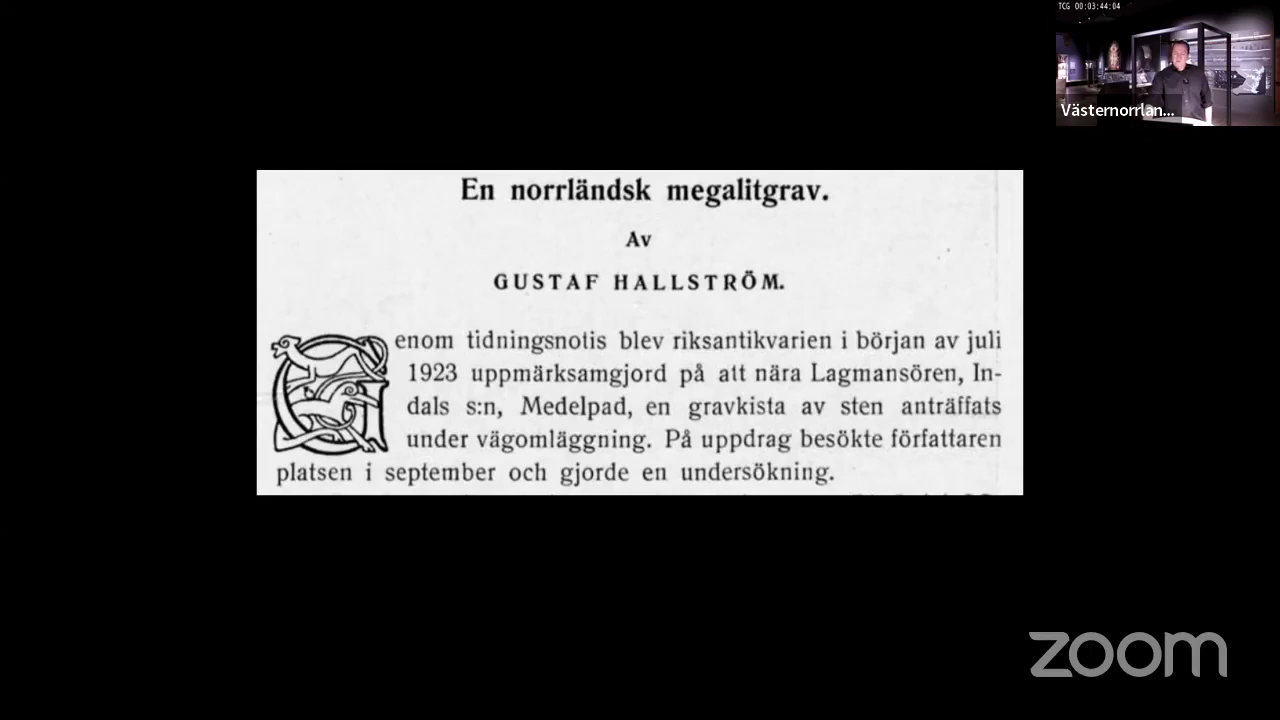 TCG 00:03:44:04
Västernorrlan...
En norrländsk megalitgrav.
Av
GUSTAF HALLSTRÖM.
Genom tidningsnotis blev riksantikvarien i början av juli
1923 uppmärksamgjord på att nära Lagmansören, In-
dals s:n, Medelpad, en gravkista av sten anträffats
under vägomläggning. På uppdrag besökte författaren
platsen i september och gjorde en undersökning.
zoom